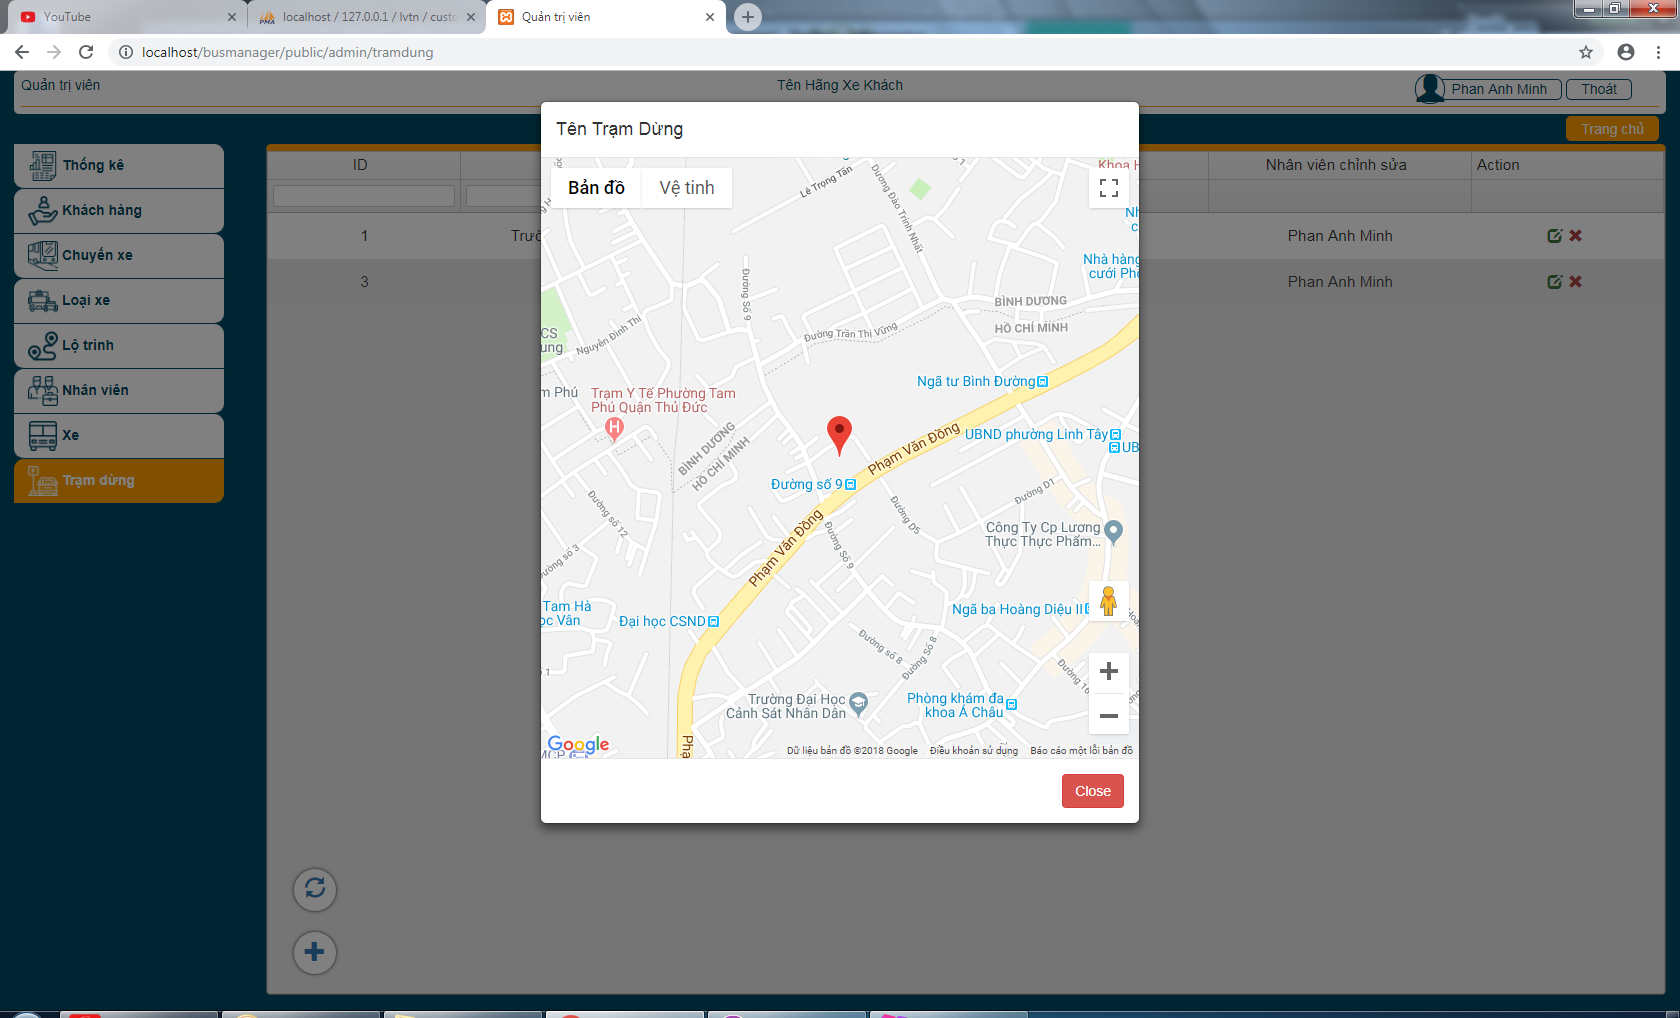 YouTube
localhost / 127.0.0.1 / lvtn / custo
Quản trị viên
localhost/busmanager/public/admin/tramdung
Quản trị viên
Tên Hãng Xe Khách
Phan Anh Minh
Thoát
Trang chủ
Thống kê
Khách hàng
Chuyến xe
Loại xe
Lộ trình
Nhân viên
Xe
Trạm dừng
ID
Nhân viên chỉnh sửa
Action
1
Trườ
Phan Anh Minh
3
Phan Anh Minh
Tên Trạm Dừng
Bản đồ
Vệ tinh
Lê Trọng Tấn
Đường Đào Trinh Nhất
Khoa H
Nh
c
Nhà hàng
cưới Ph
Đường Số 9
BÌNH DƯƠNG
HỒ CHÍ MINH
CS
ung
Nguyễn Đình Thi
Đường Trần Thị Vững
Ngã tư Bình Đường
m Phú
Trạm Y Tế Phường Tam
Phú Quận Thủ Đức
H
BÌNH DƯƠNG
HỒ CHÍ MINH
Phạm Văn Đồng
UBND phường Linh Tây
UB
Đường số 9
Đường số 12
Đường D5
Đường D1
Phạm Văn Đồng
Đường Số 9
Công Ty Cp Lương
Thực Thực Phẩm...
Đường số 3
Tam Hà
ọc Vân
Đại học CSND
Ngã ba Hoàng Diệu II
Đường số 8
Đường Số 8
Đường 16
Trường Đại Học
Cảnh Sát Nhân Dân
Phòng khám đa
khoa Á Châu
Phạ
Google
MCP
Dữ liệu bản đồ ©2018 Google
Điều khoản sử dụng
Báo cáo một lỗi bản đồ
Close